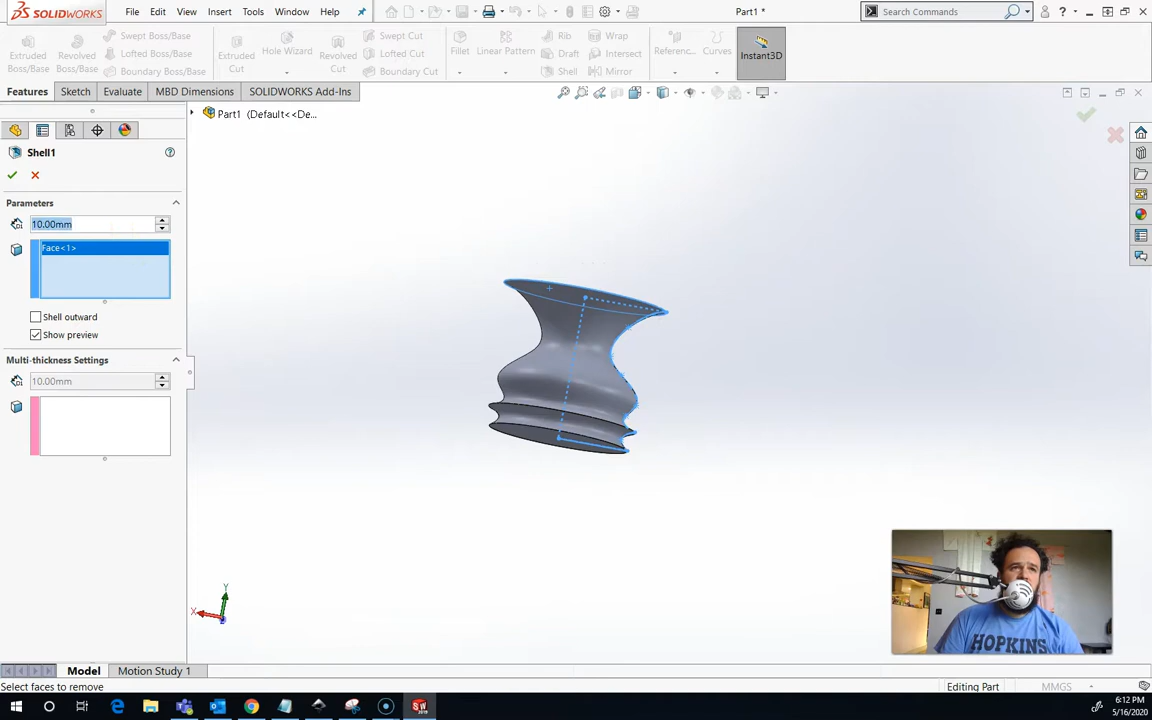 SOLIDWORKS File Edit View Insert Tools Window Help Part1 * Search Commands
Extruded Boss/Base
Revolved Boss/Base
Swept Boss/Base
Lofted Boss/Base
Boundary Boss/Base
Extruded Cut
Hole Wizard
Revolved Cut
Swept Cut
Lofted Cut
Boundary Cut
Fillet
Linear Pattern
Rib
Draft
Shell
Wrap
Intersect
Mirror
Referenc...
Curves
Instant3D
Features Sketch Evaluate MBD Dimensions SOLIDWORKS Add-Ins
Part1 (Default<<De...
Shell1
Parameters
10.00mm
Face<1>
Shell outward
Show preview
Multi-thickness Settings
10.00mm
Y
X
HOPKINS
Model Motion Study 1
Select faces to remove Editing Part MMGS
6:12 PM
5/16/2020